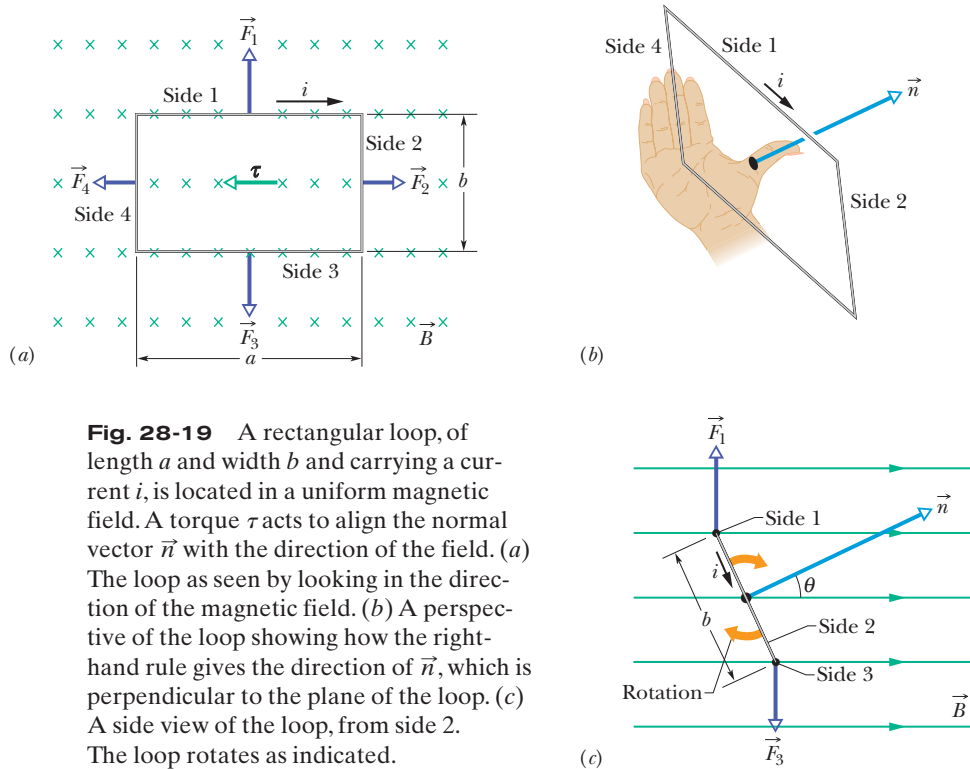 F₁
Side 1
i
Side 2
F₄
τ
F₂
b
Side 4
Side 3
F₃
B
a
(a)
Side 4
Side 1
i
n
Side 2
(b)
Fig. 28-19 A rectangular loop, of
length a and width b and carrying a cur-
rent i, is located in a uniform magnetic
field. A torque τ acts to align the normal
vector n⃗ with the direction of the field. (a)
The loop as seen by looking in the direc-
tion of the magnetic field. (b) A perspec-
tive of the loop showing how the right-
hand rule gives the direction of n⃗, which is
perpendicular to the plane of the loop. (c)
A side view of the loop, from side 2.
The loop rotates as indicated.
F⃗₁
n⃗
Side 1
i
θ
b
Side 2
Rotation
Side 3
B⃗
F⃗₃
(c)